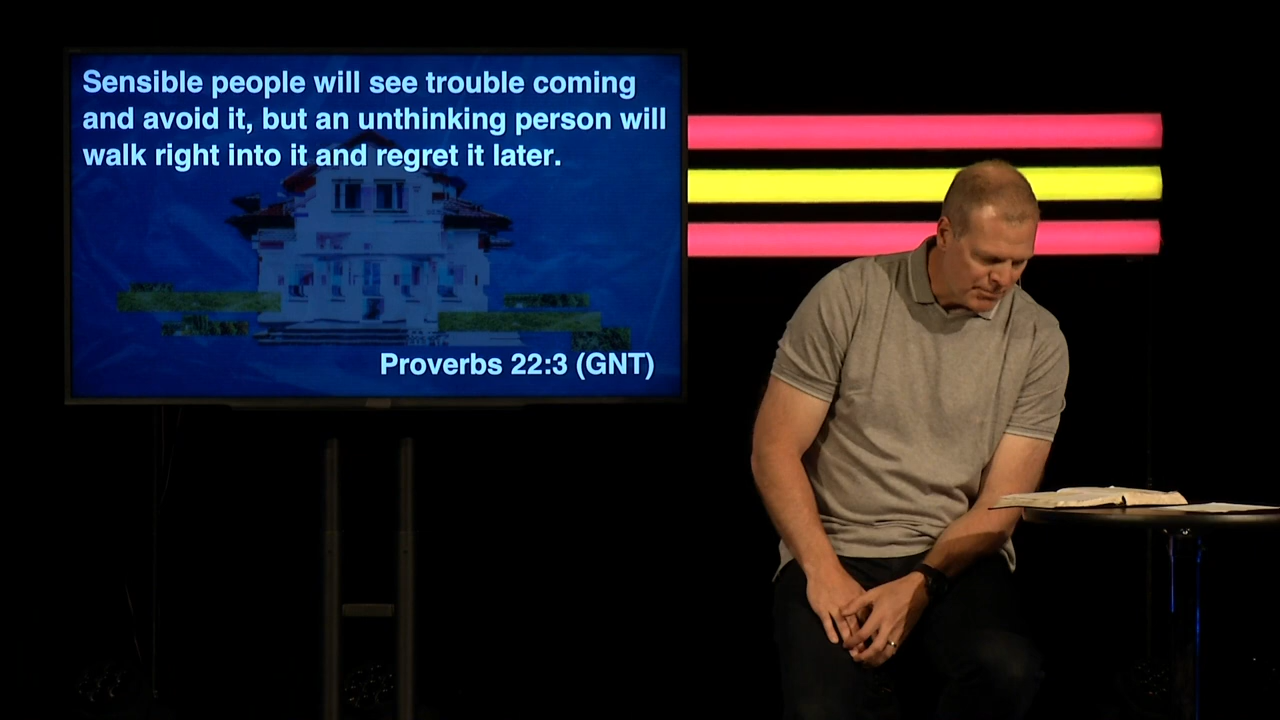 Sensible people will see trouble coming
and avoid it, but an unthinking person will
walk right into it and regret it later.
Proverbs 22:3 (GNT)